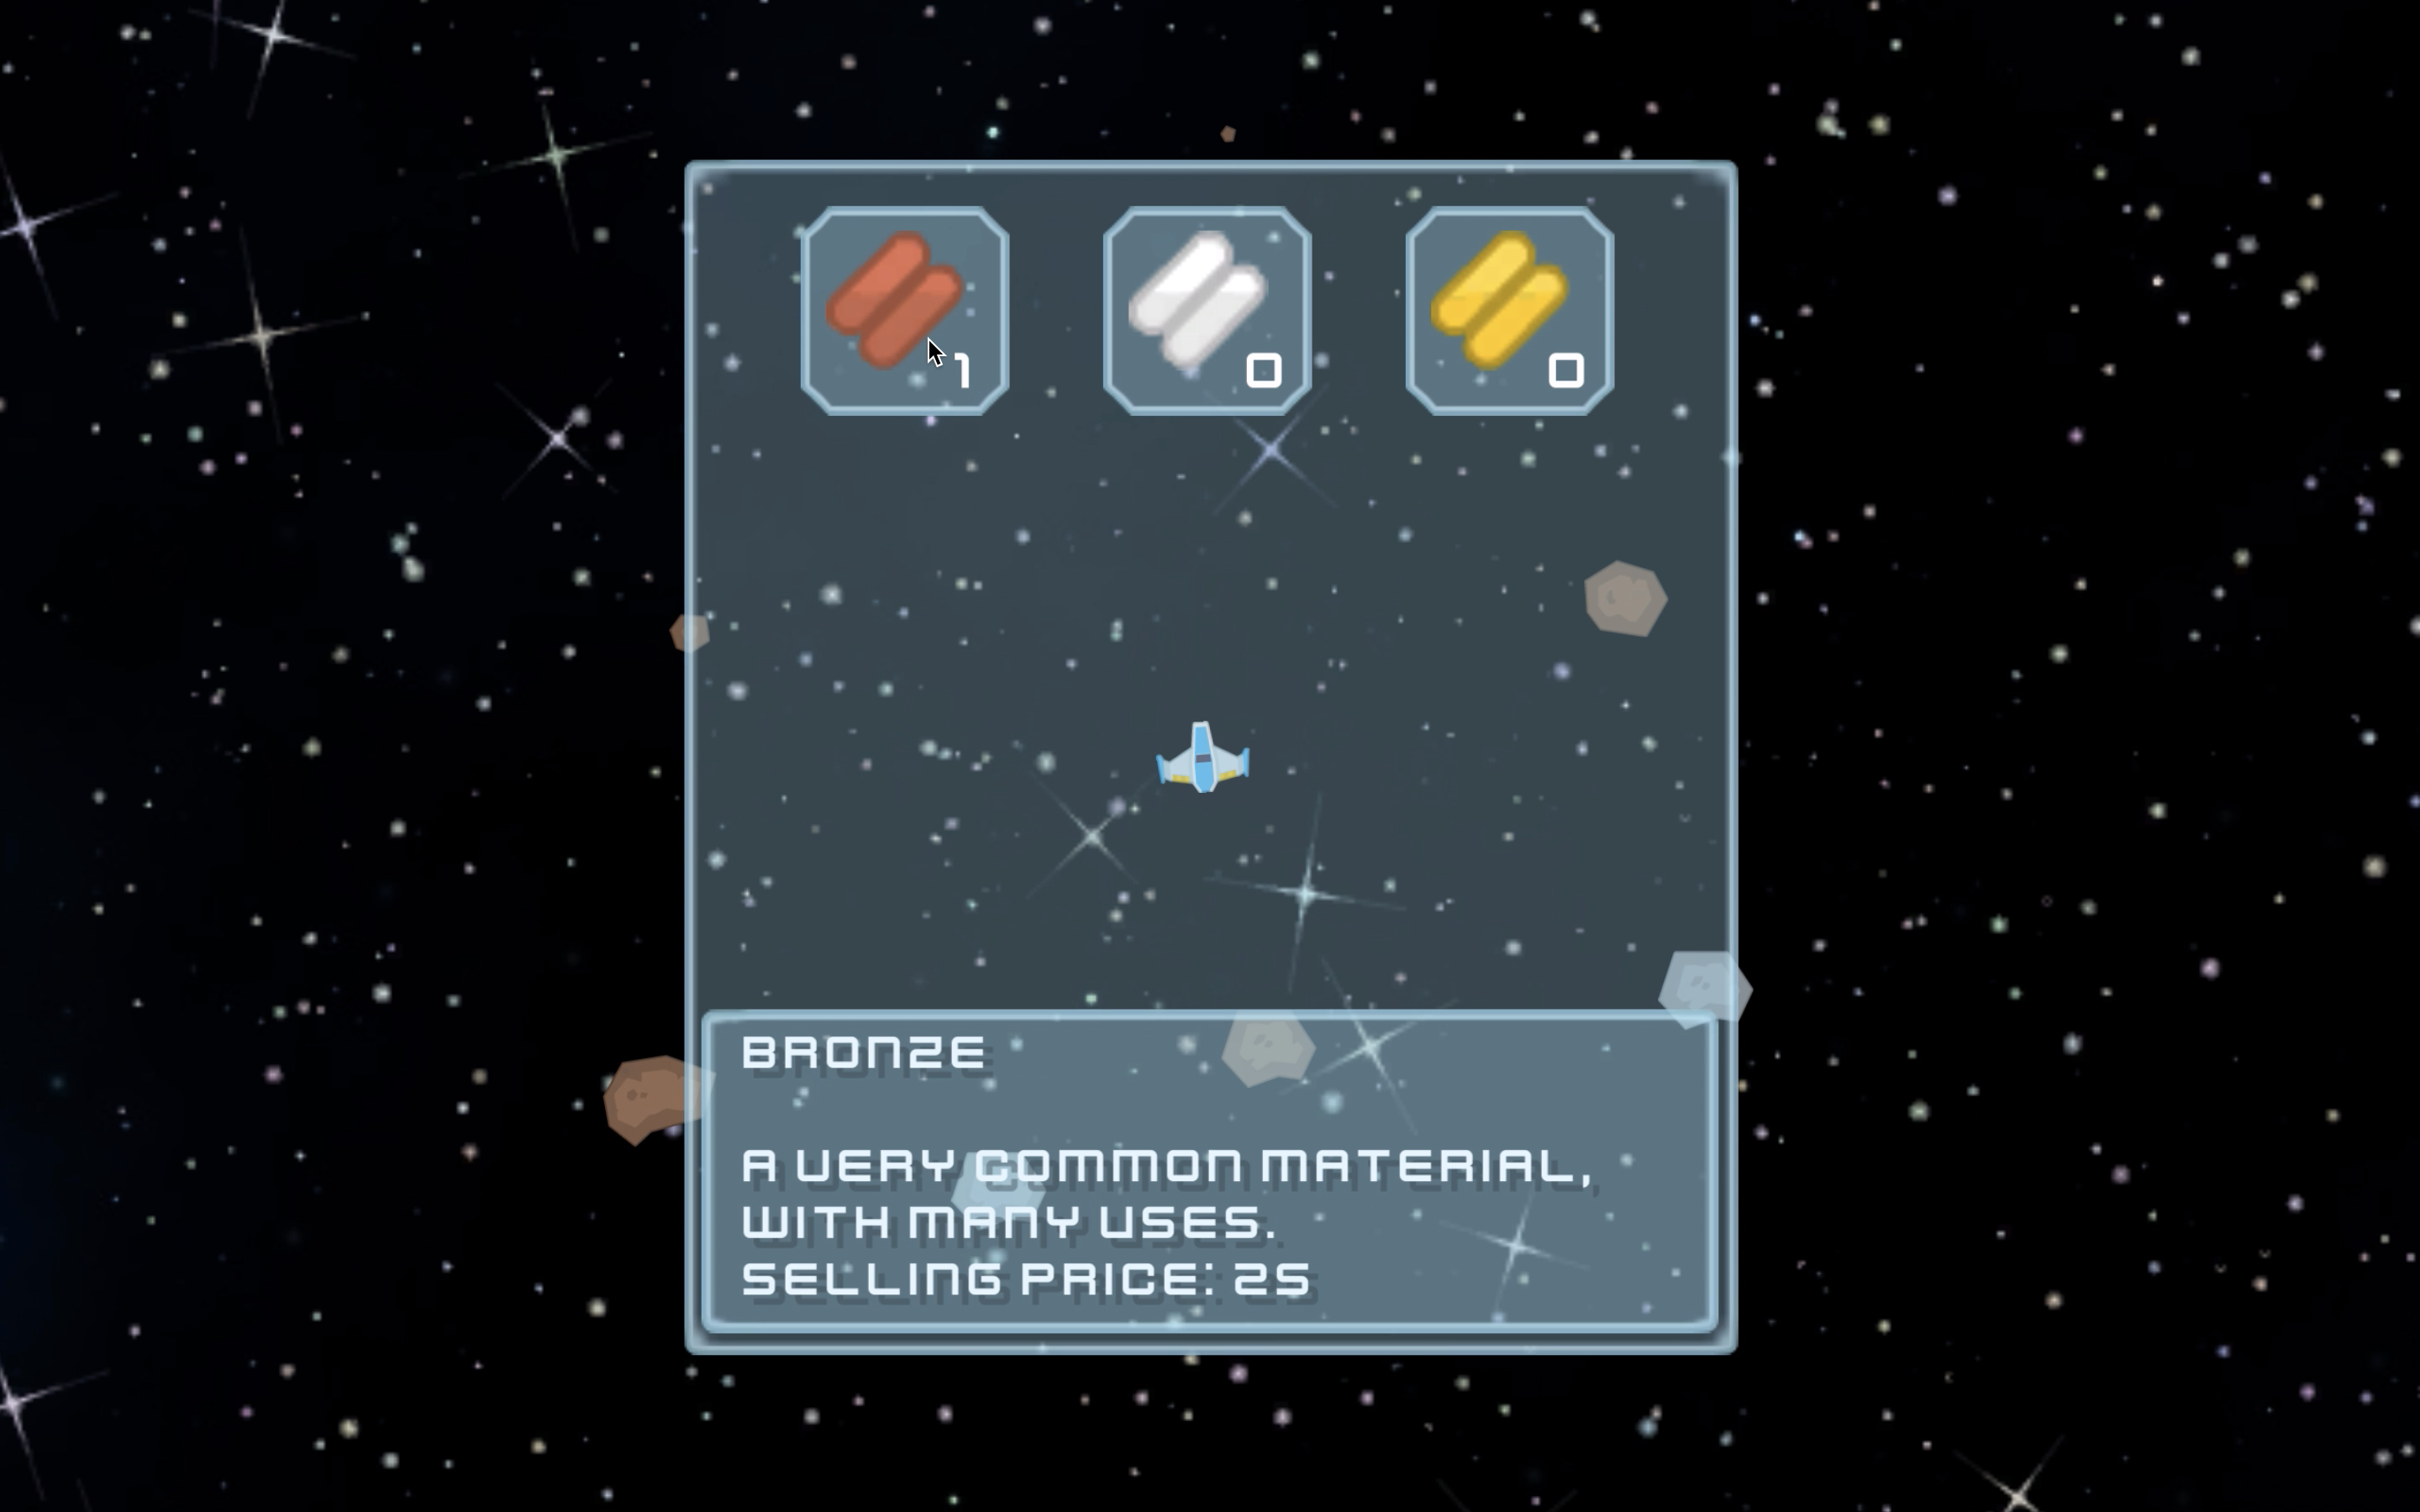 1 0 0
BRONZE
A VERY COMMON MATERIAL,
WITH MANY USES.
SELLING PRICE: 25